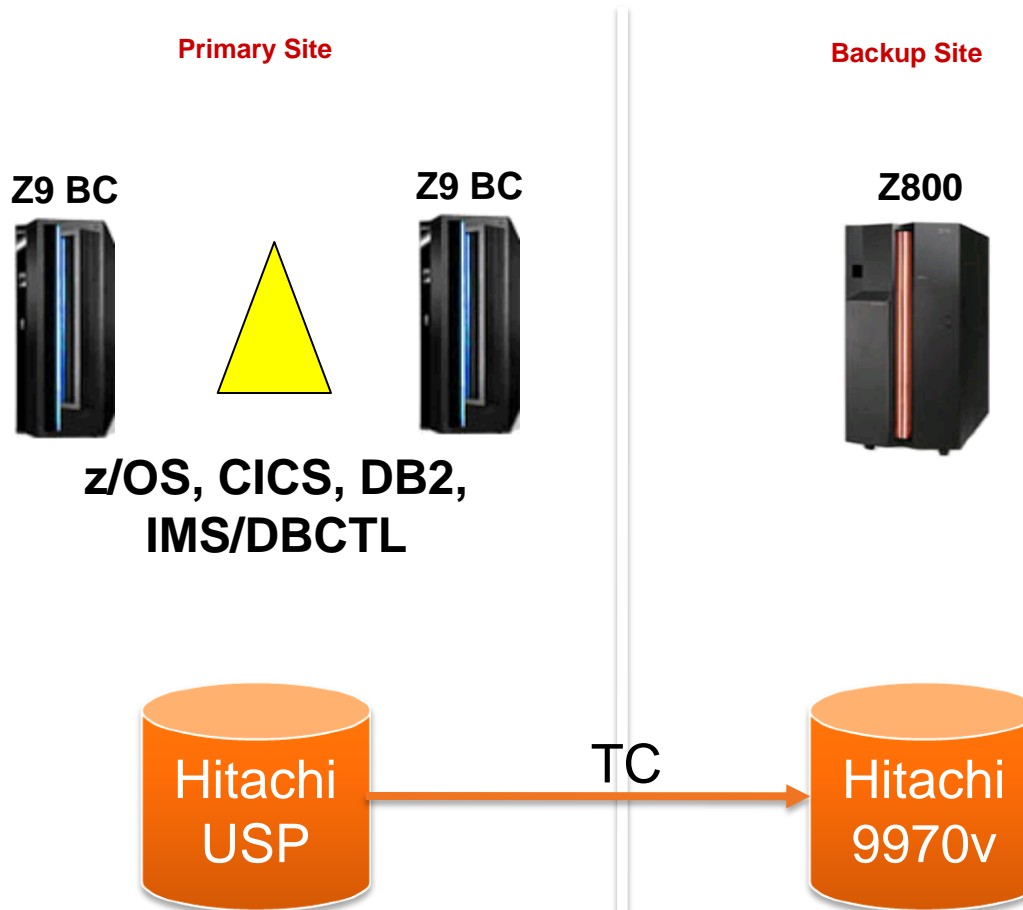 Primary Site
Backup Site
Z9 BC
Z9 BC
Z800
z/OS, CICS, DB2,
IMS/DBCTL
TC
Hitachi
USP
Hitachi
9970v